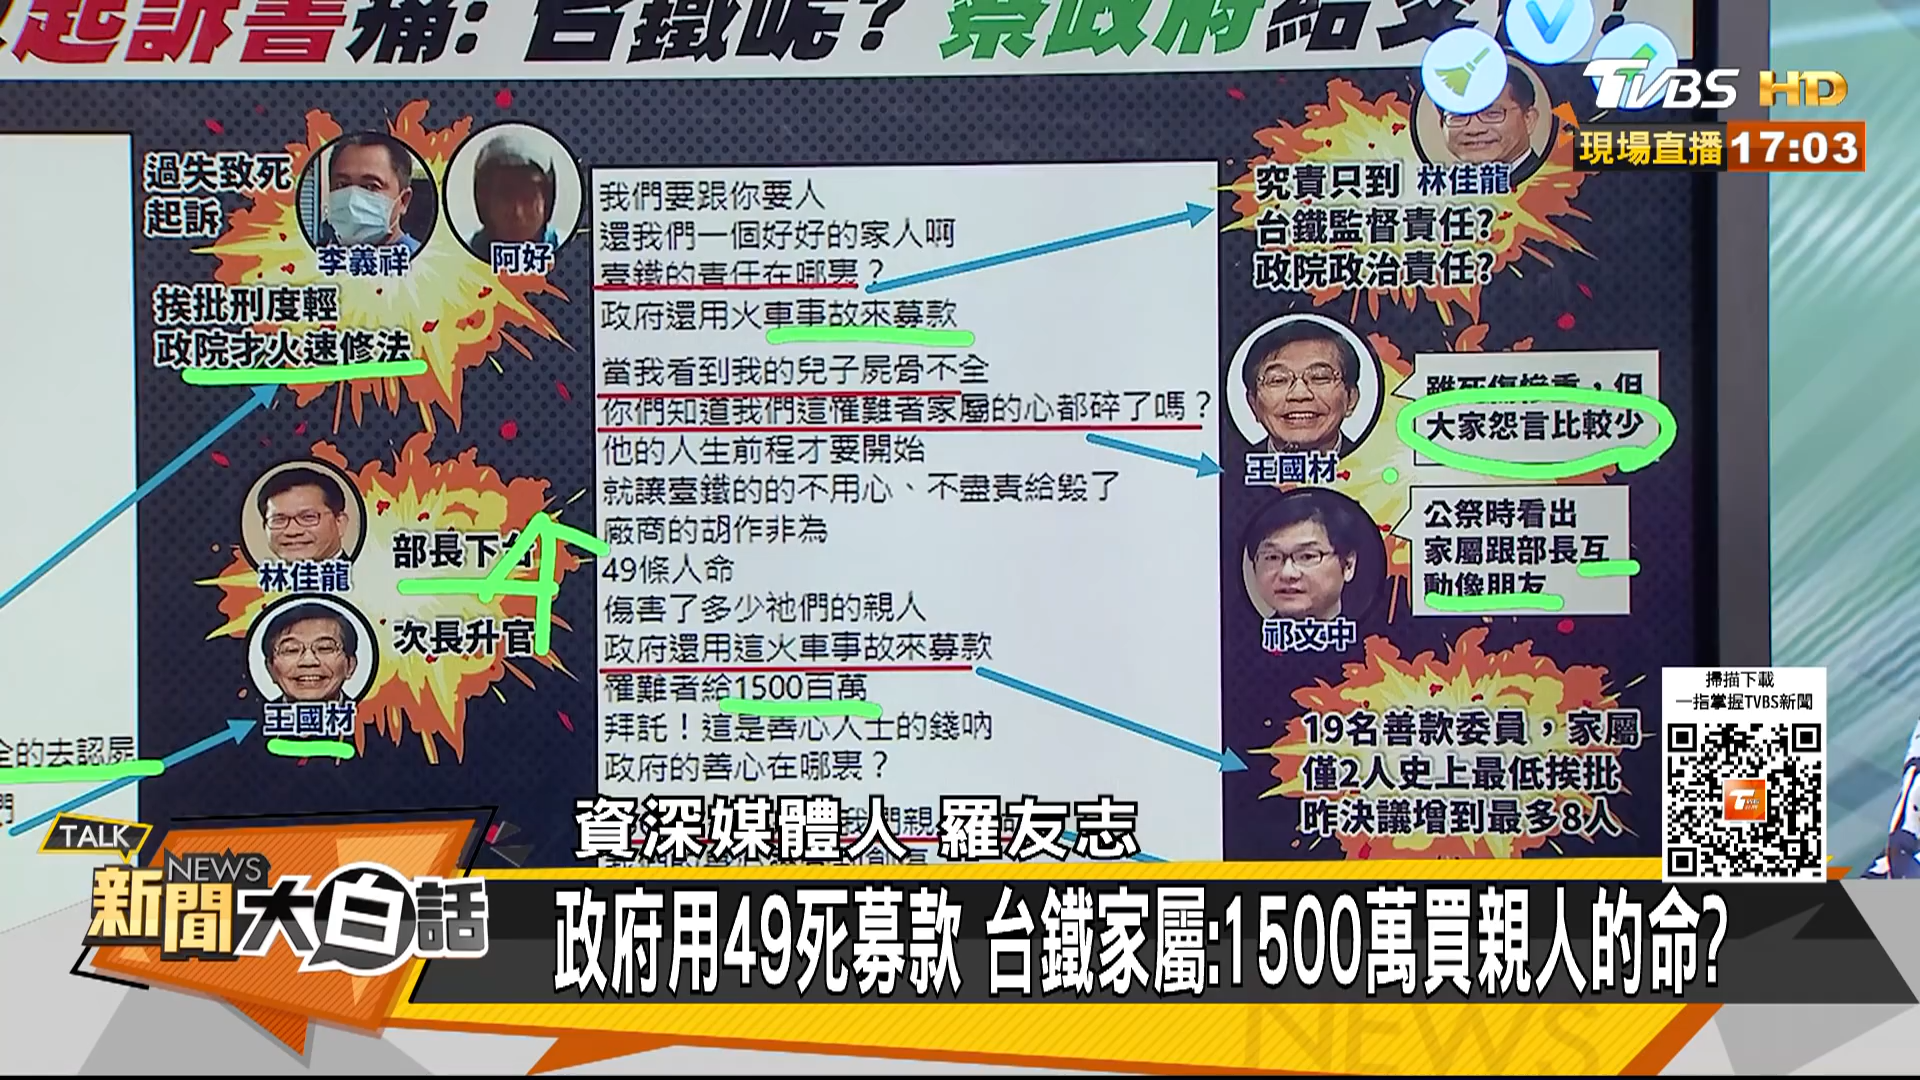 起訴書痛:台鐵呢?蔡政府給交
TVBS HD
現場直播 17:03
過失致死
起訴
李義祥
阿好
挨批刑度輕
政院才火速修法
林佳龍
部長下台
王國材
次長升官
全的去認屍
們
我們要跟你要人
還我們一個好好的家人啊
臺鐵的責任在哪裏?
政府還用火車事故來募款
當我看到我的兒子屍骨不全
你們知道我們這罹難者家屬的心都碎了嗎?
他的人生前程才要開始
就讓臺鐵的的不用心、不盡責給毀了
廠商的胡作非為
49條人命
傷害了多少祂們的親人
政府還用這火車事故來募款
罹難者給1500百萬
拜託!這是善心人士的錢吶
政府的善心在哪裏?
我們親人
究責只到 林佳龍
台鐵監督責任?
政院政治責任?
王國材
雖死傷慘重,但
大家怨言比較少
祁文中
公祭時看出
家屬跟部長互
動像朋友
19名善款委員,家屬
僅2人史上最低挨批
昨決議增到最多8人
掃描下載
一指掌握TVBS新聞
資深媒體人 羅友志
TALK
NEWS
新聞大白話
政府用49死募款 台鐵家屬:1500萬買親人的命?
NEWS